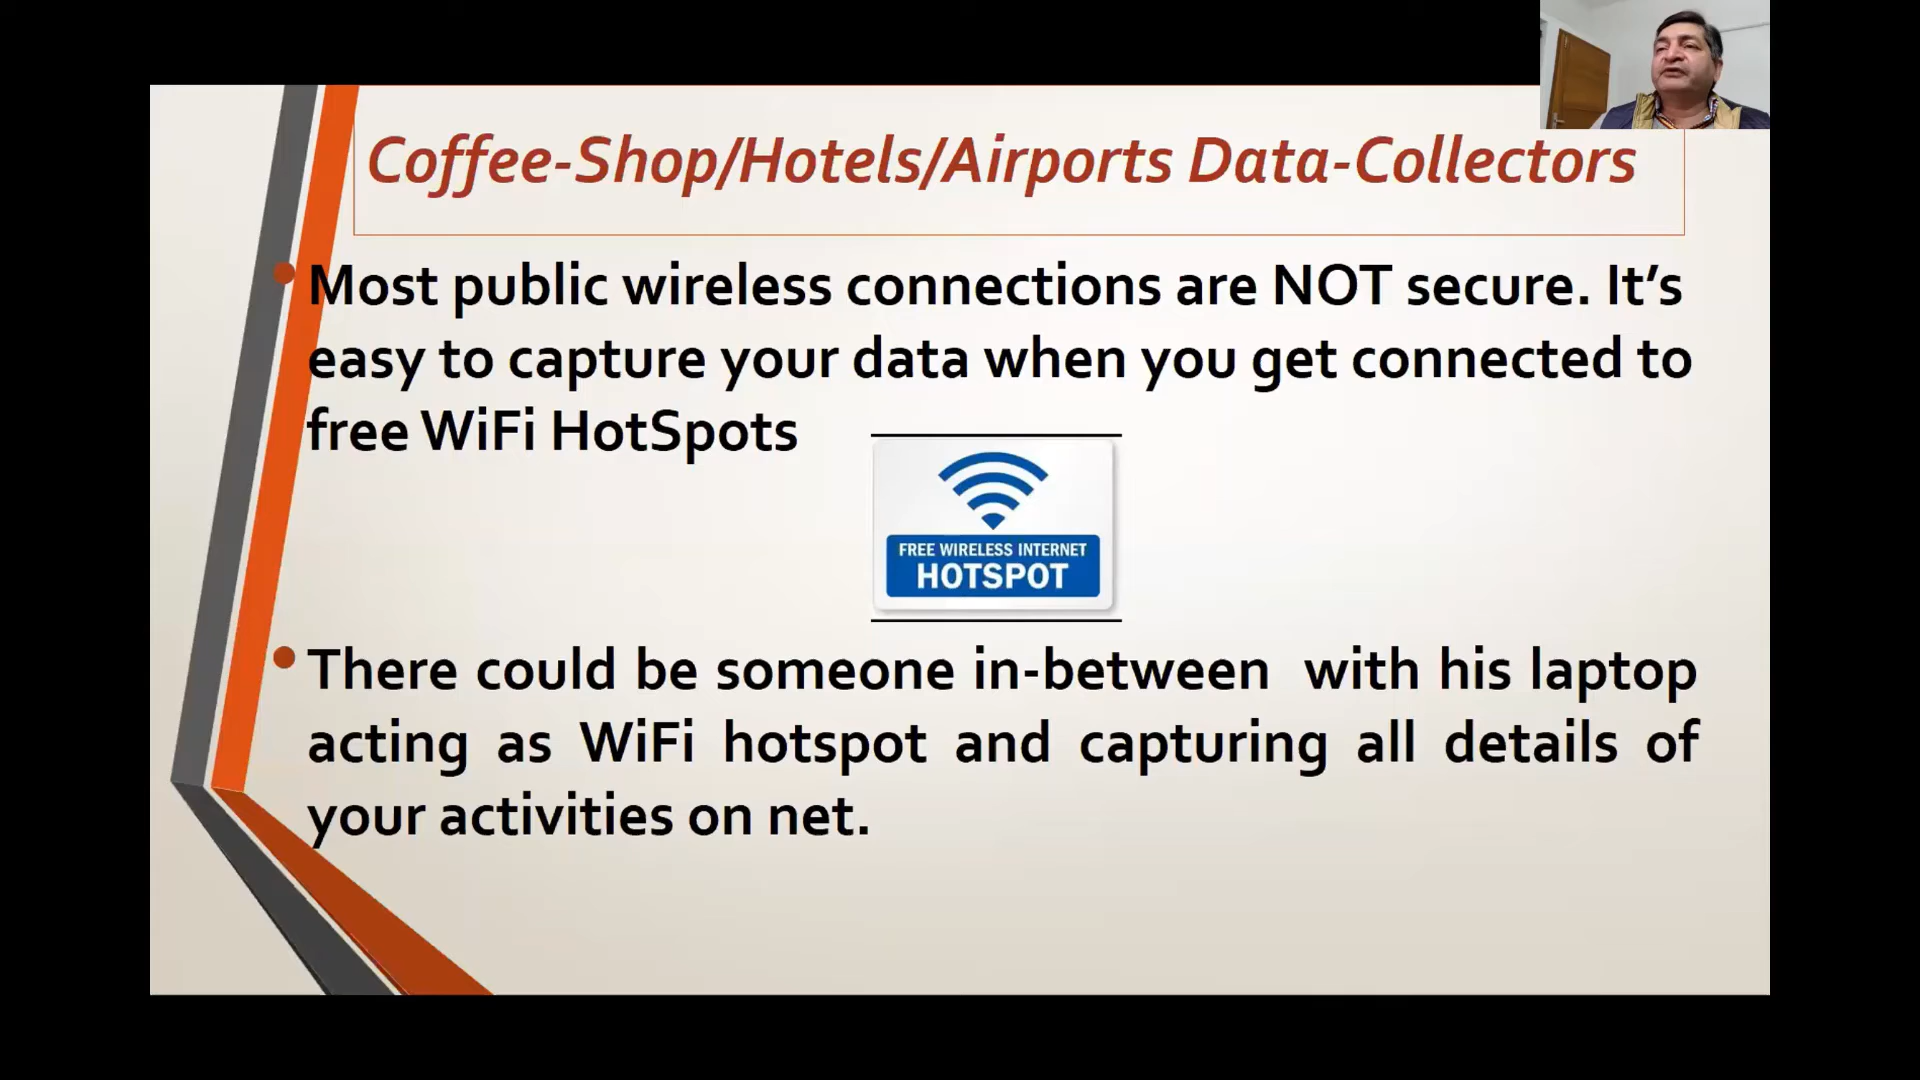 Coffee-Shop/Hotels/Airports Data-Collectors
Most public wireless connections are NOT secure. It’s
easy to capture your data when you get connected to
free WiFi HotSpots
FREE WIRELESS INTERNET
HOTSPOT
There could be someone in-between with his laptop
acting as WiFi hotspot and capturing all details of
your activities on net.